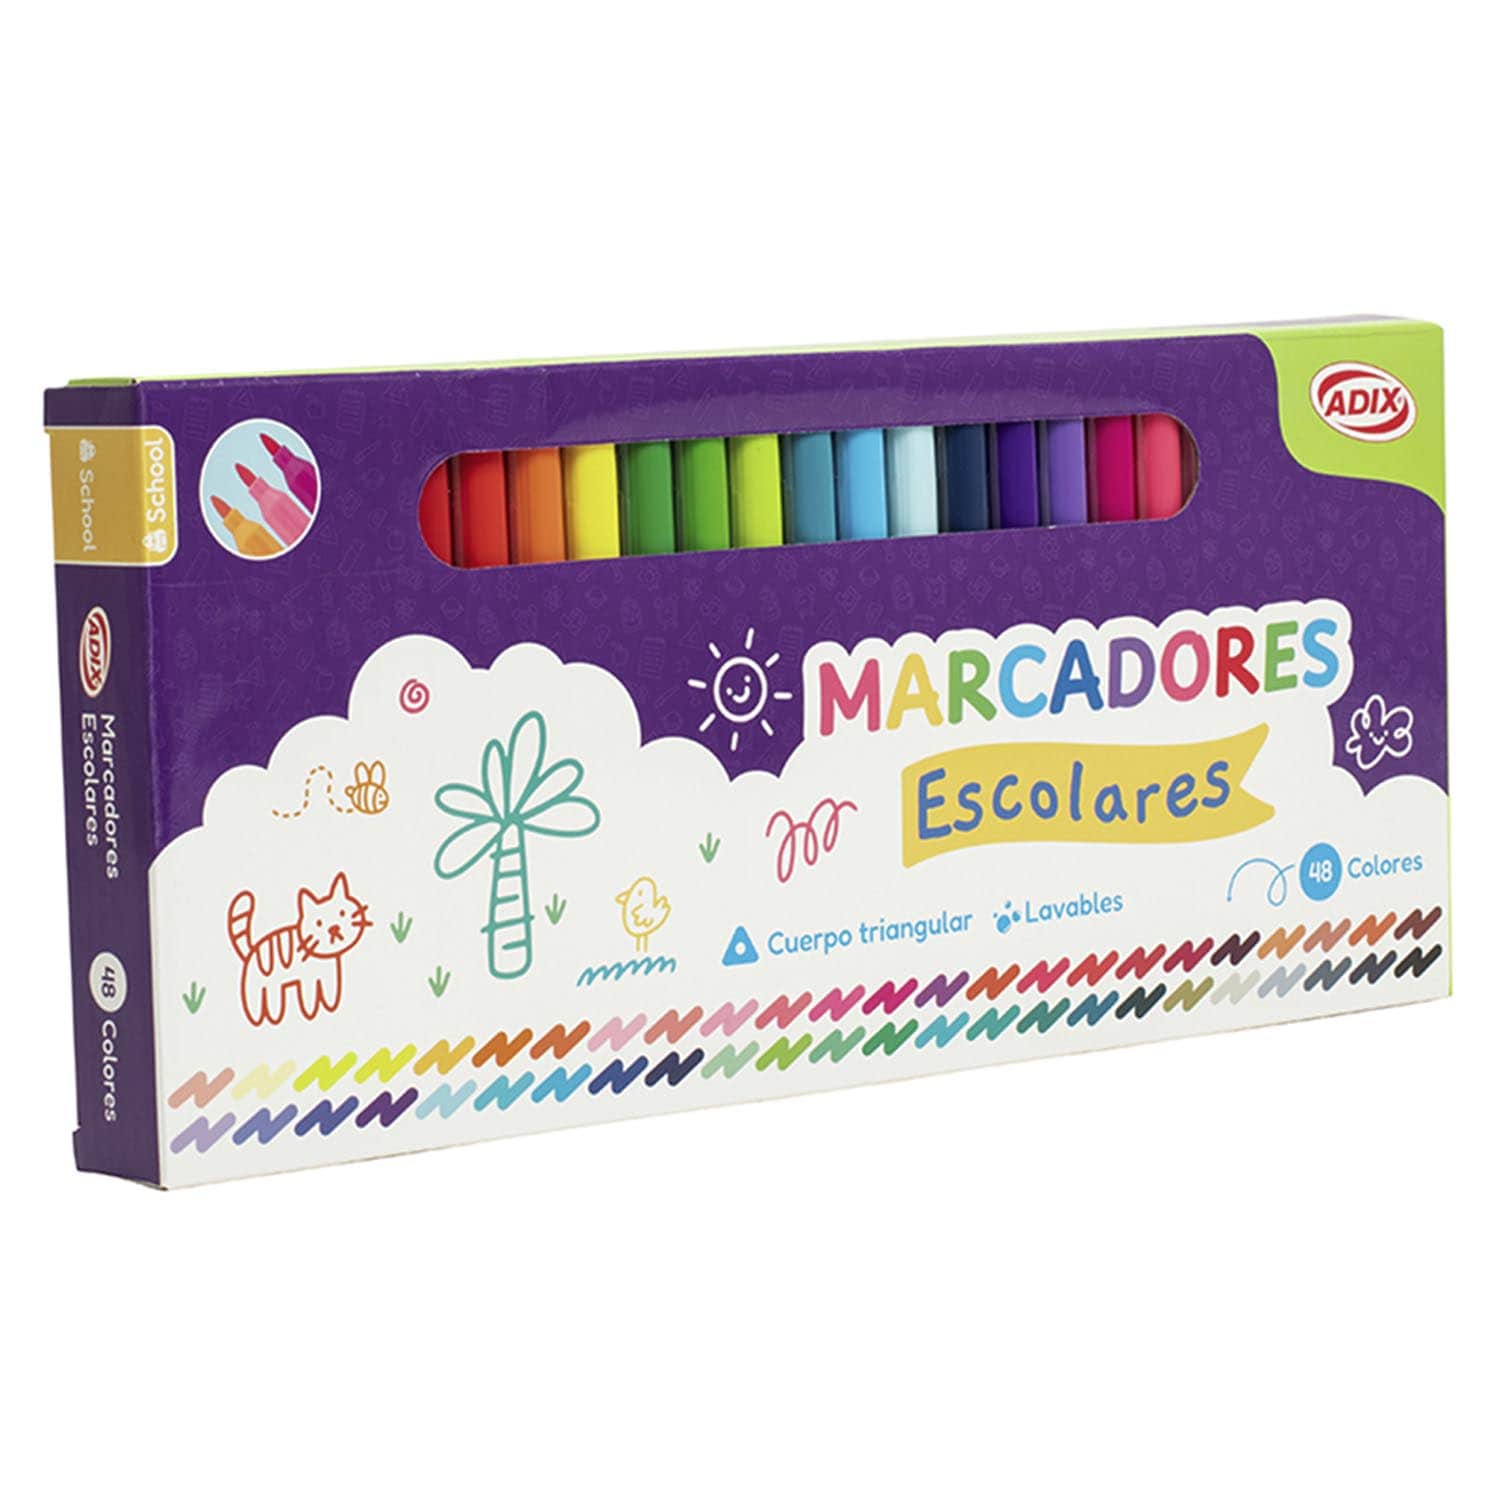 ADIX
School
School
ADIX
Marcadores
Escolares
48 Colores
MARCADORES
Escolares
48 Colores
Cuerpo triangular
Lavables